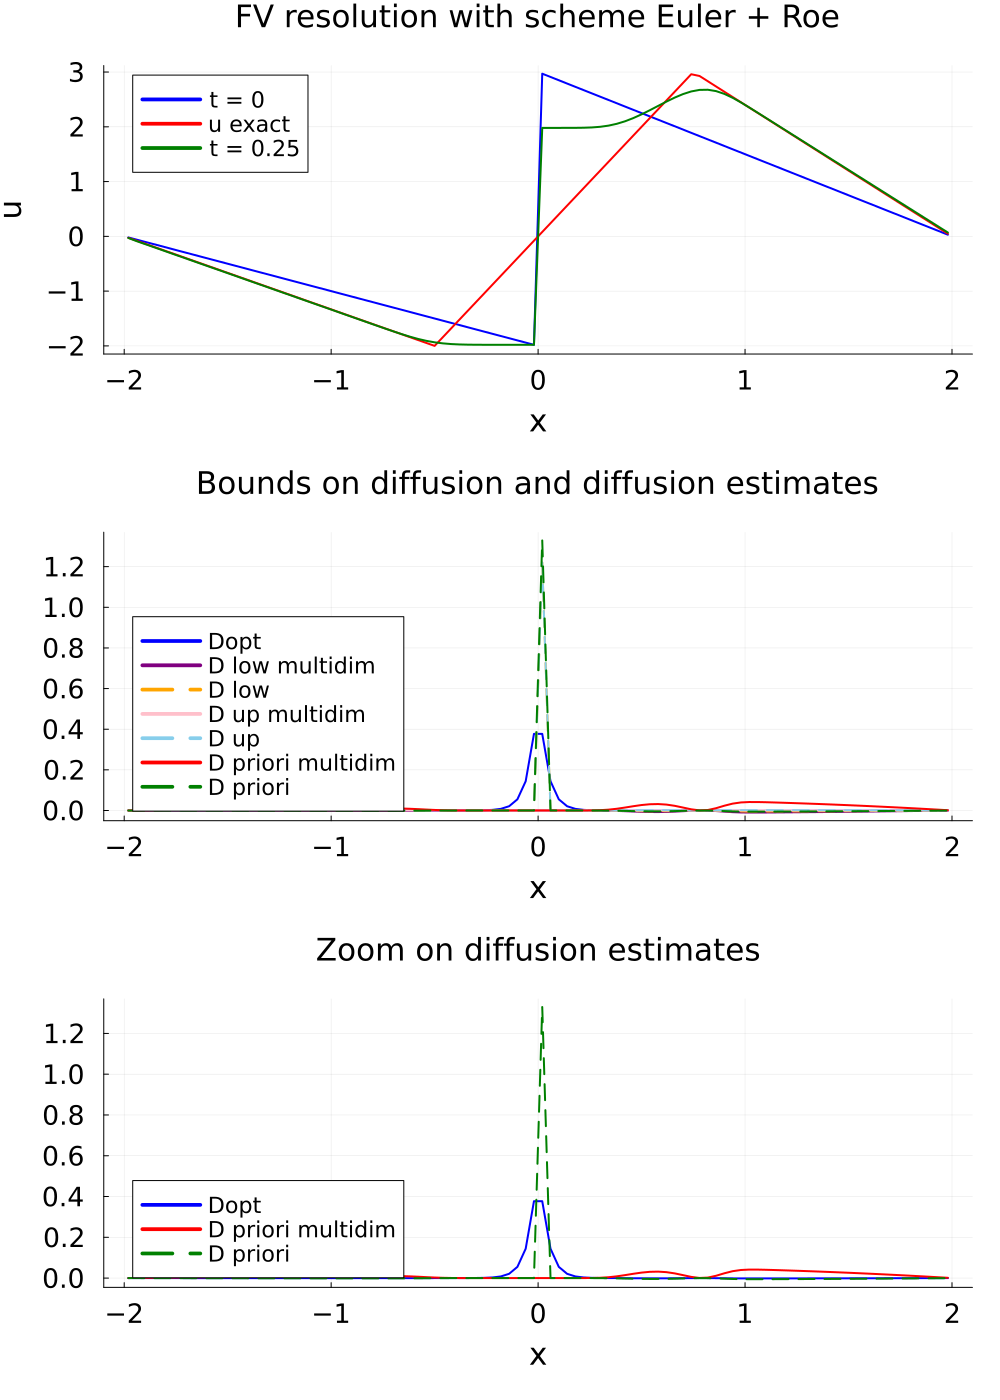 FV resolution with scheme Euler + Roe
3
2
1
0
−1
−2
u
t = 0
u exact
t = 0.25
−2 −1 0 1 2
x
Bounds on diffusion and diffusion estimates
1.2
1.0
0.8
0.6
0.4
0.2
0.0
Dopt
D low multidim
D low
D up multidim
D up
D priori multidim
D priori
−2 −1 0 1 2
x
Zoom on diffusion estimates
1.2
1.0
0.8
0.6
0.4
0.2
0.0
Dopt
D priori multidim
D priori
−2 −1 0 1 2
x